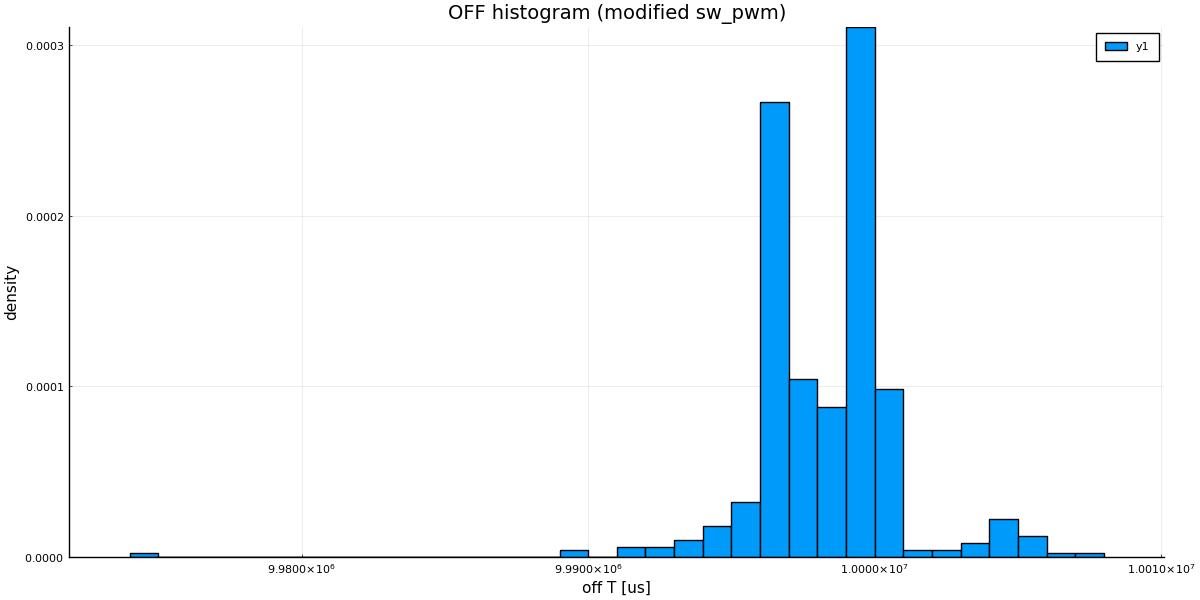 OFF histogram (modified sw_pwm)
y1
0.0003
0.0002
0.0001
0.0000
density
9.9800×10⁶ 9.9900×10⁶ 1.0000×10⁷ 1.0010×10⁷
off T [us]